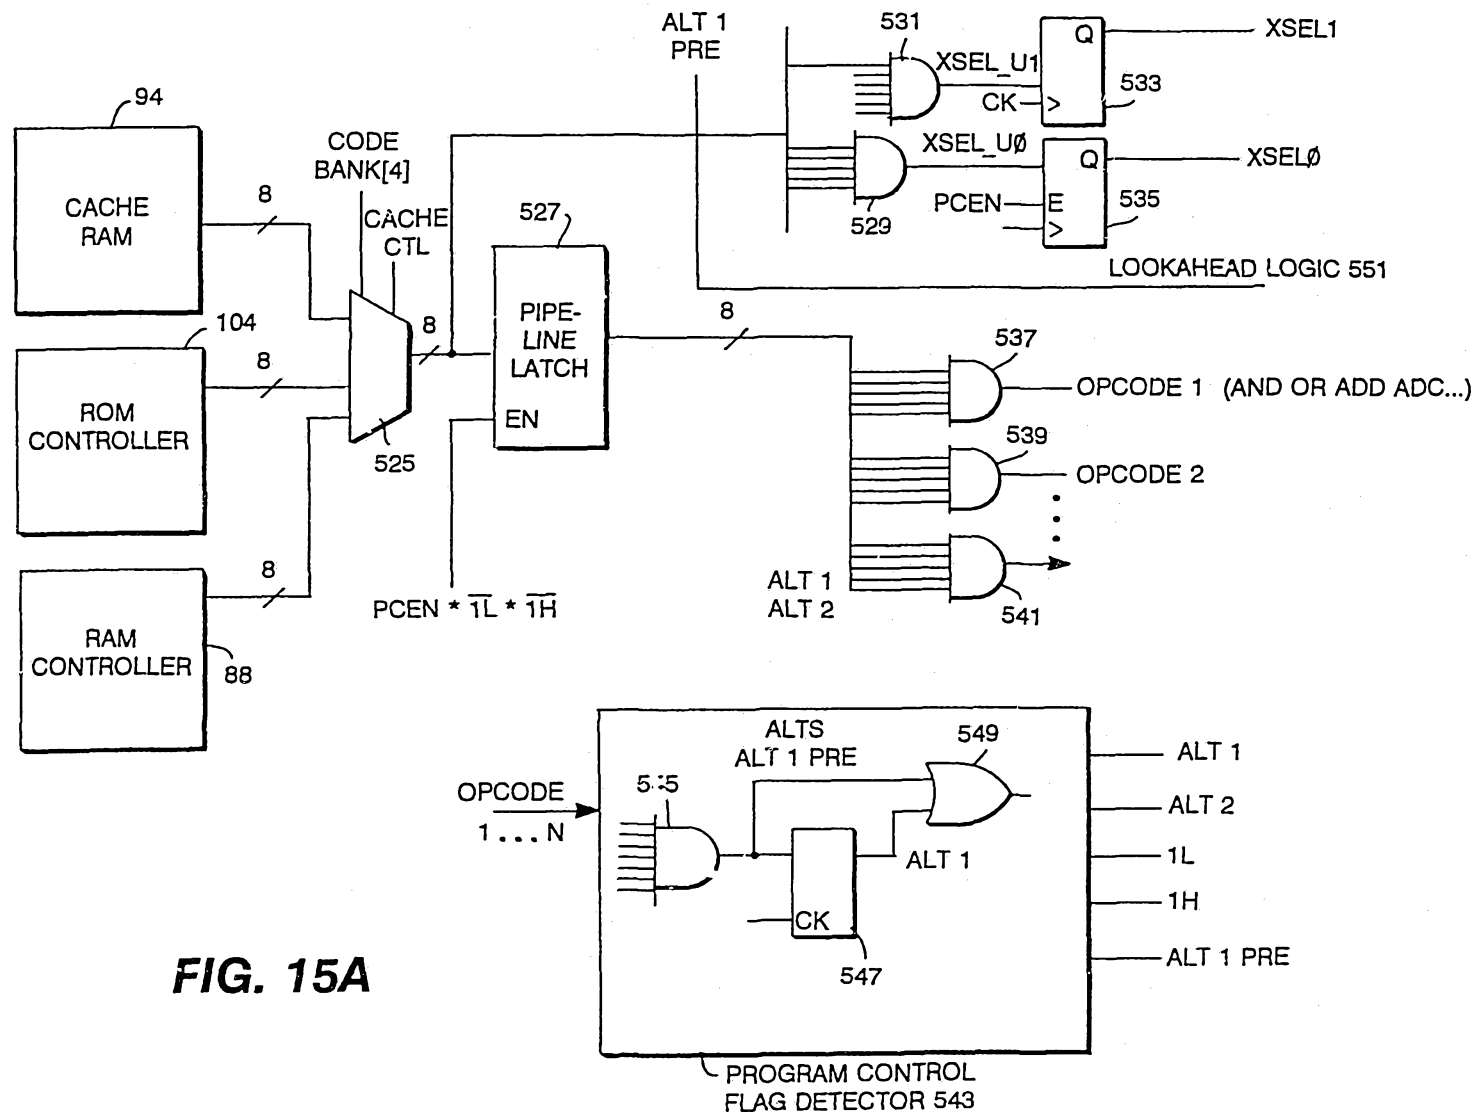 ALT 1
PRE
531
XSEL_U1
Q
XSEL1
CK
533
94
CACHE
RAM
8
CODE
BANK[4]
CACHE
CTL
527
XSEL_UØ
Q
XSELØ
529
PCEN
E
535
LOOKAHEAD LOGIC 551
104
ROM
CONTROLLER
8
8
525
PIPE-
LINE
LATCH
EN
8
537
OPCODE 1 (AND OR ADD ADC...)
539
OPCODE 2
RAM
CONTROLLER
8
88
PCEN * 1L * 1H
ALT 1
ALT 2
541
OPCODE
1 ... N
ALTS
ALT 1 PRE
549
CK
547
ALT 1
ALT 1
ALT 2
1L
1H
ALT 1 PRE
PROGRAM CONTROL
FLAG DETECTOR 543
FIG. 15A